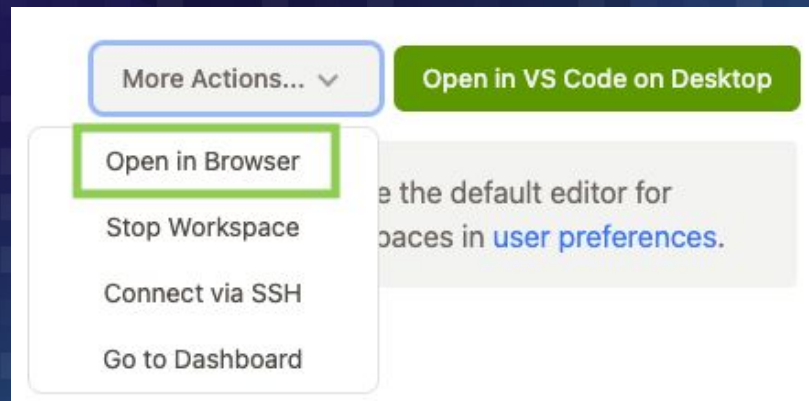 More Actions...
Open in VS Code on Desktop
Open in Browser
e the default editor for
Stop Workspace
paces in user preferences.
Connect via SSH
Go to Dashboard